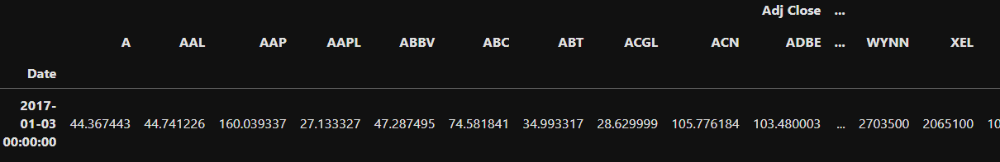 Adj Close ...
A AAL AAP AAPL ABBV ABC ABT ACGL ACN ADBE ... WYNN XEL
Date
2017-
01-03
00:00:00 44.367443 44.741226 160.039337 27.133327 47.287495 74.581841 34.993317 28.629999 105.776184 103.480003 ... 2703500 2065100 10